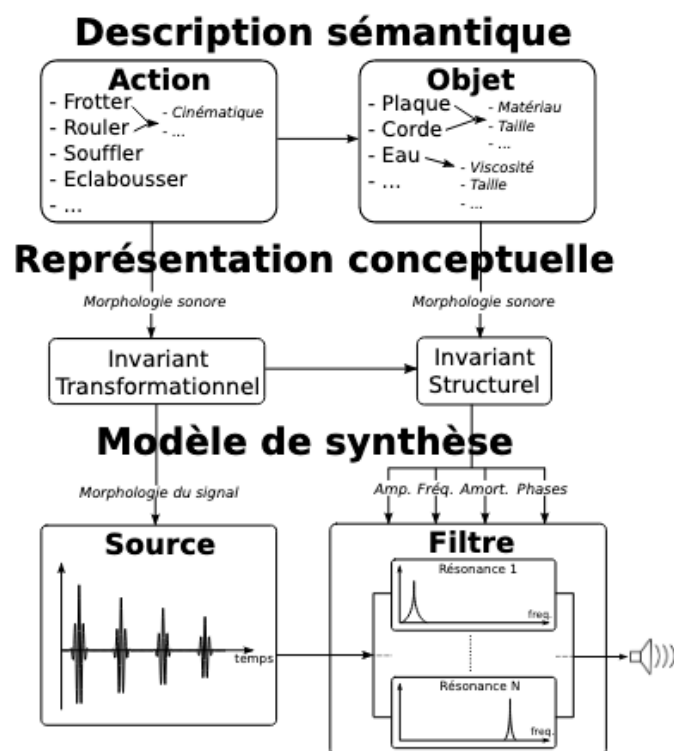 Description sémantique
Action
- Frotter
- Rouler
- Souffler
- Eclabousser
- ...
- Cinématique
- ...
Objet
- Plaque
- Corde
- Eau
- ...
- Matériau
- Taille
- ...
- Viscosité
- Taille
- ...
Représentation conceptuelle
Morphologie sonore
Morphologie sonore
Invariant
Transformationnel
Invariant
Structurel
Modèle de synthèse
Morphologie du signal
Amp. Fréq. Amort. Phases
Source
temps
Filtre
Résonance 1
freq.
Résonance N
freq.